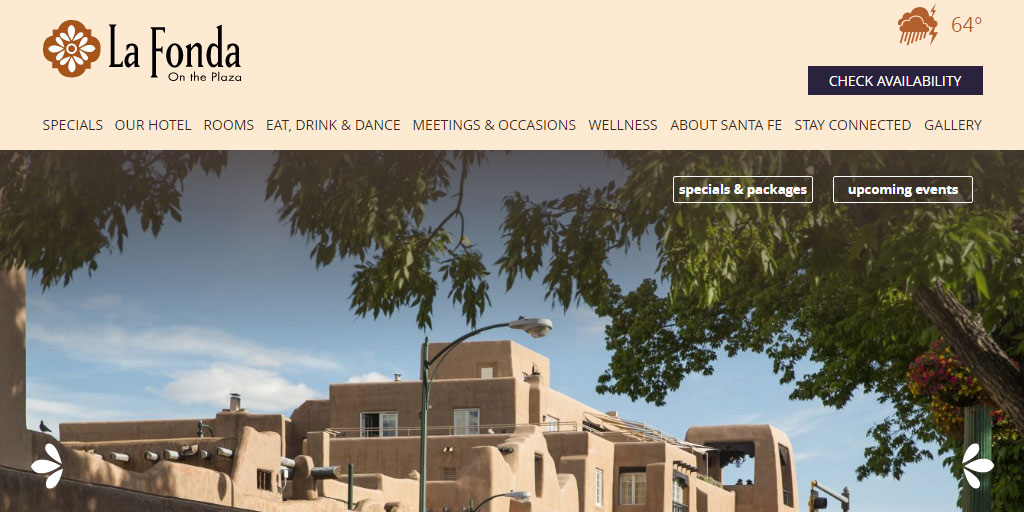 La Fonda
On the Plaza
64°
CHECK AVAILABILITY
SPECIALS OUR HOTEL ROOMS EAT, DRINK & DANCE MEETINGS & OCCASIONS WELLNESS ABOUT SANTA FE STAY CONNECTED GALLERY
specials & packages upcoming events